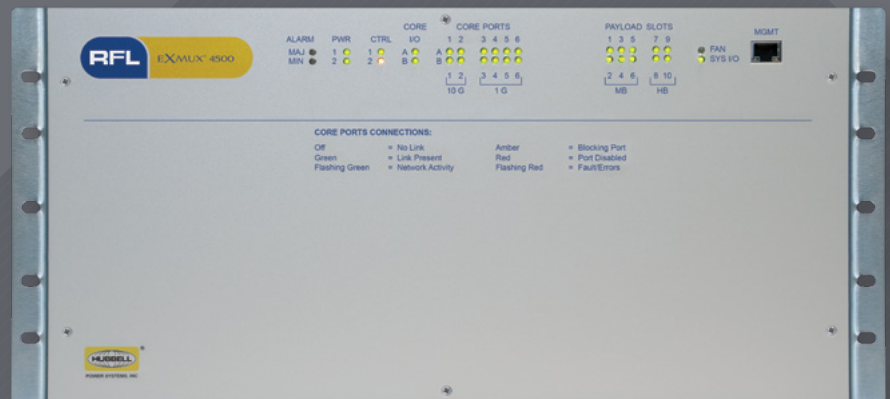 RFL EXMUX® 4500
ALARM PWR CTRL CORE I/O CORE PORTS PAYLOAD SLOTS MGMT
1 2 3 4 5 6 1 3 5 7 9
MAJ 1 1 A A FAN
MIN 2 2 B B SYS I/O
1 2 3 4 5 6 2 4 6 8 10
10 G 1 G MB HB
CORE PORTS CONNECTIONS:
Off = No Link Amber = Blocking Port
Green = Link Present Red = Port Disabled
Flashing Green = Network Activity Flashing Red = Fault/Errors
HUBBELL ®
POWER SYSTEMS, INC